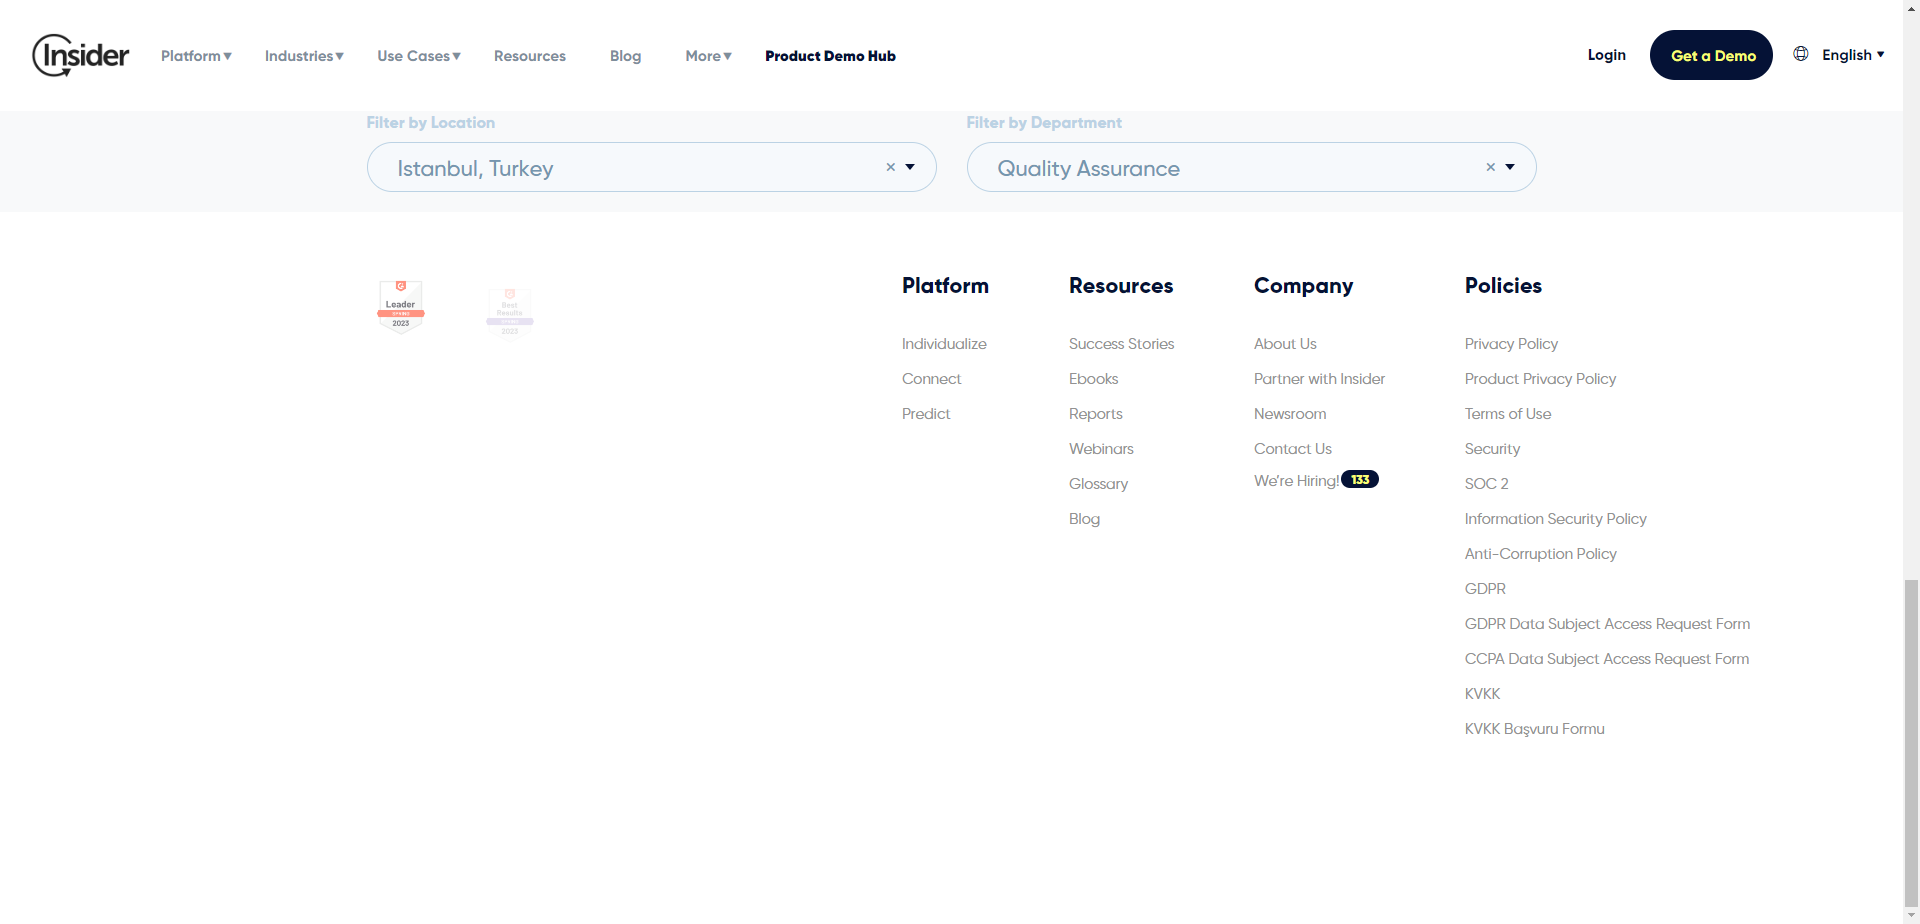 Insider
Platform Industries Use Cases Resources Blog More Product Demo Hub
Login
Get a Demo
English
Filter by Location
Filter by Department
Istanbul, Turkey
×
Quality Assurance
×
Leader
SPRING
2023
Best
Results
2023
Platform
Individualize
Connect
Predict
Resources
Success Stories
Ebooks
Reports
Webinars
Glossary
Blog
Company
About Us
Partner with Insider
Newsroom
Contact Us
We're Hiring! 133
Policies
Privacy Policy
Product Privacy Policy
Terms of Use
Security
SOC 2
Information Security Policy
Anti-Corruption Policy
GDPR
GDPR Data Subject Access Request Form
CCPA Data Subject Access Request Form
KVKK
KVKK Başvuru Formu